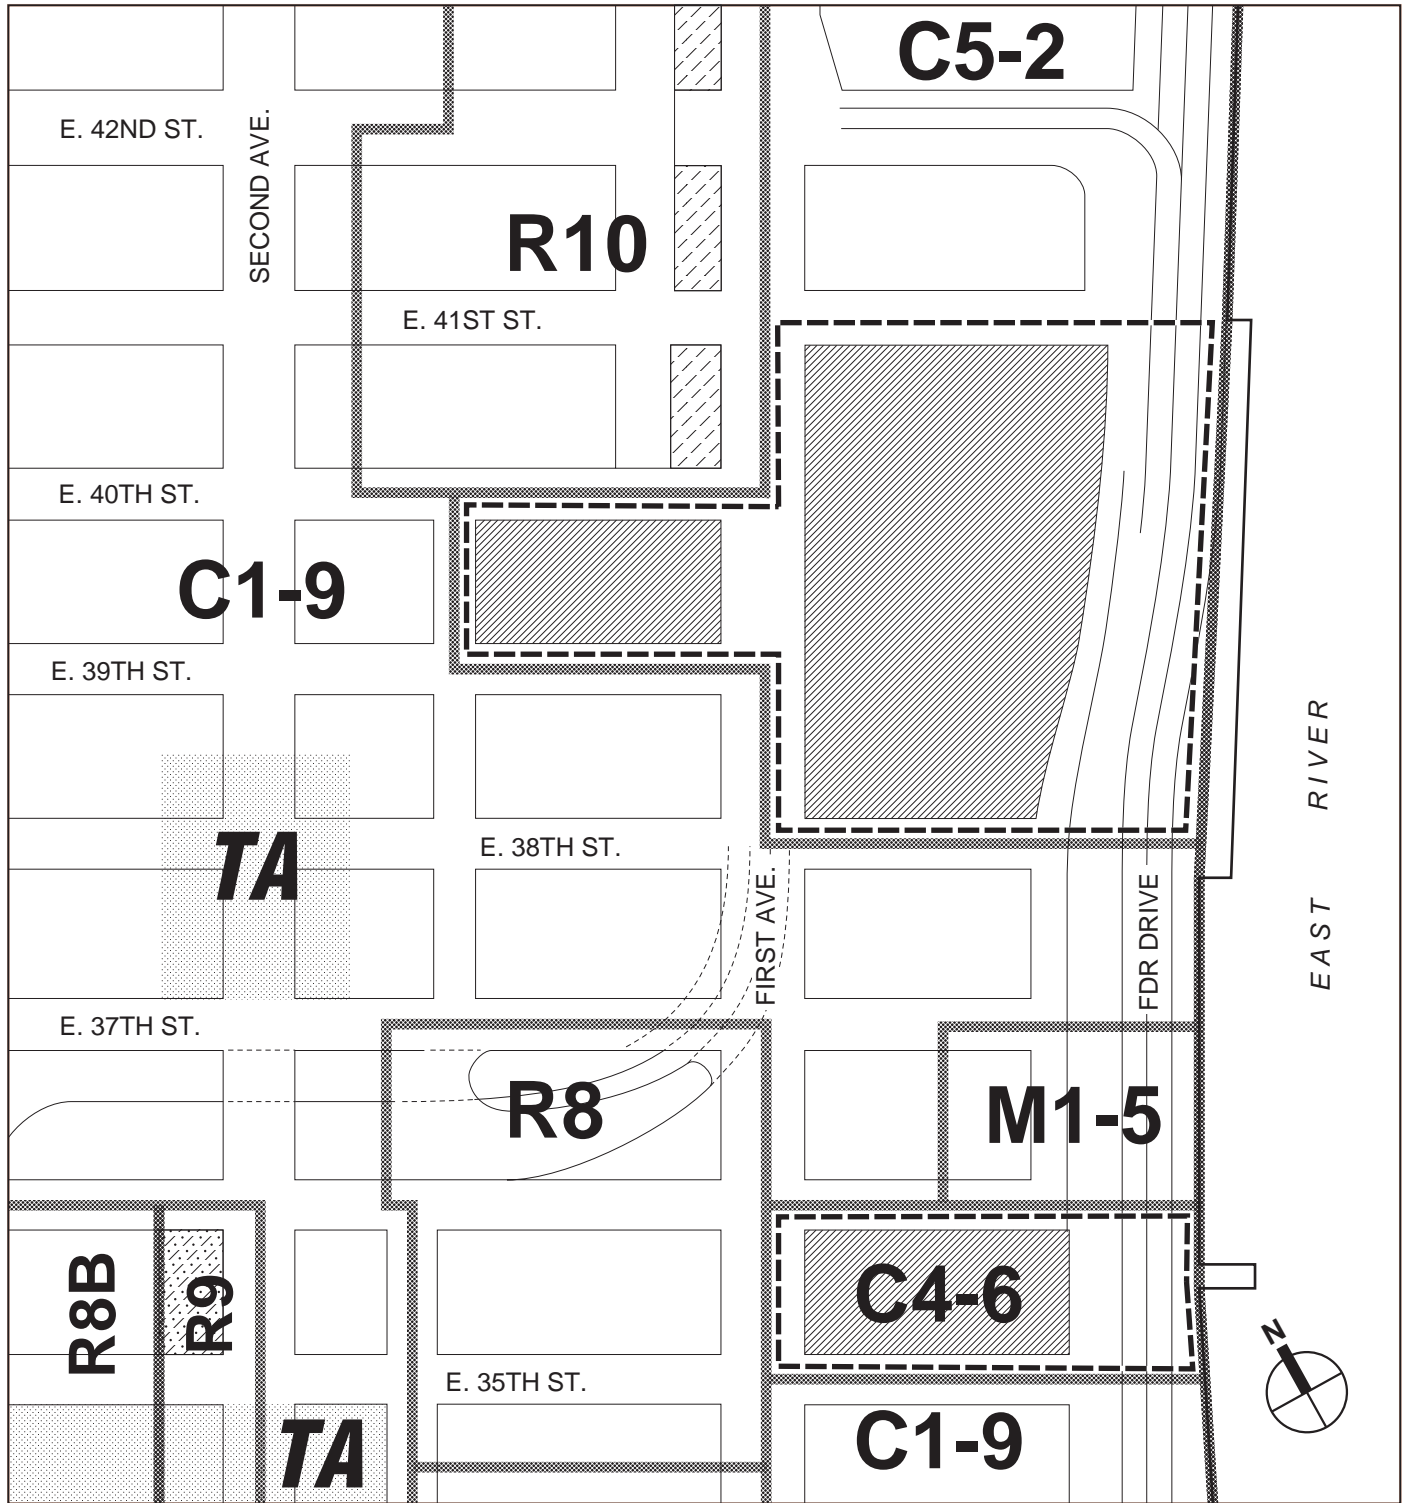 C5-2
E. 42ND ST.
SECOND AVE.
R10
E. 41ST ST.
E. 40TH ST.
C1-9
E. 39TH ST.
EAST RIVER
TA
E. 38TH ST.
FIRST AVE.
FDR DRIVE
E. 37TH ST.
R8
M1-5
R8B
R9
C4-6
N
E. 35TH ST.
TA
C1-9